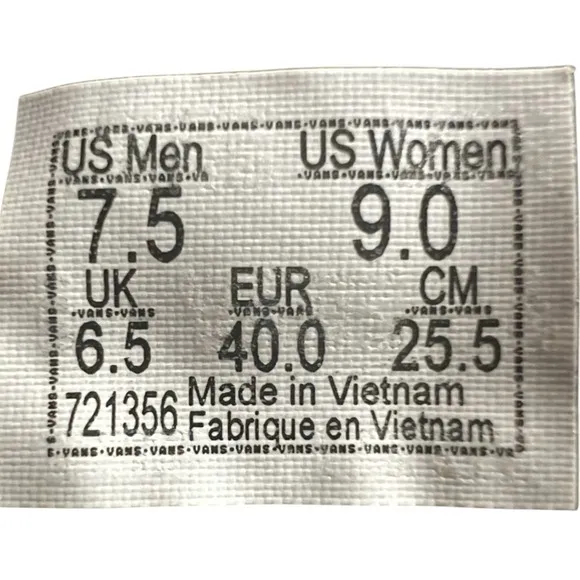 US Men US Women
7.5 9.0
UK EUR CM
6.5 40.0 25.5
721356 Made in Vietnam
Fabrique en Vietnam